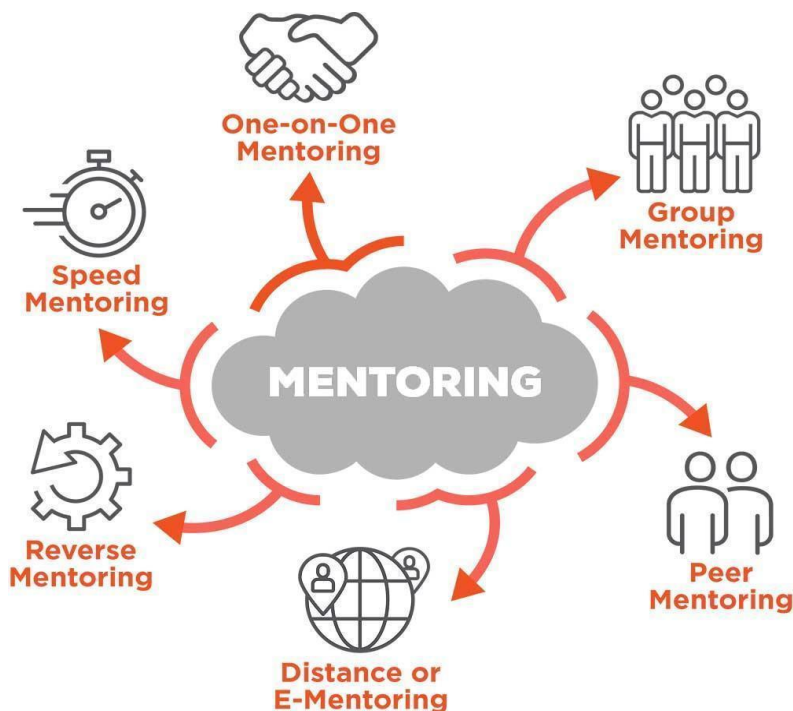 One-on-One
Mentoring
Group
Mentoring
Speed
Mentoring
MENTORING
Reverse
Mentoring
Peer
Mentoring
Distance or
E-Mentoring